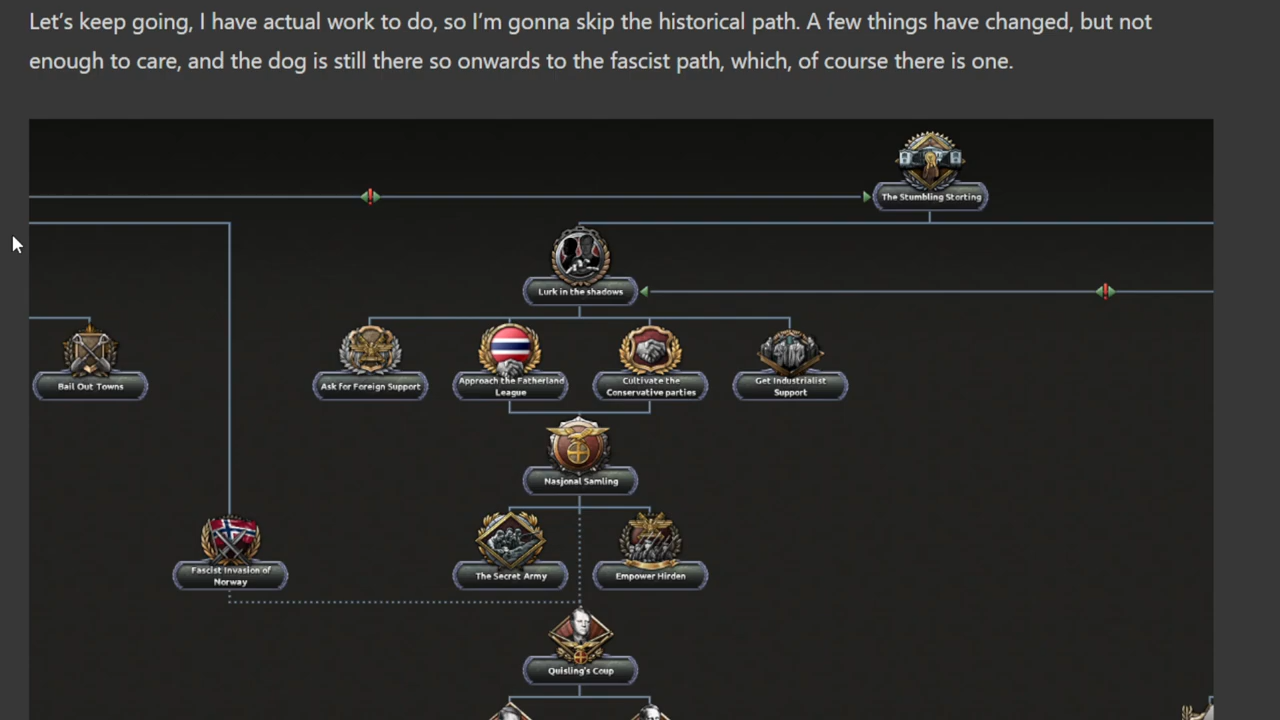 Let’s keep going, I have actual work to do, so I’m gonna skip the historical path. A few things have changed, but not
enough to care, and the dog is still there so onwards to the fascist path, which, of course there is one.
The Stumbling Storting
Lurk in the shadows
Bail Out Towns
Ask for Foreign Support
Approach the Fatherland
League
Cultivate the
Conservative parties
Get Industrialist
Support
Nasjonal Samling
Fascist Invasion of
Norway
The Secret Army
Empower Hirden
Quisling's Coup